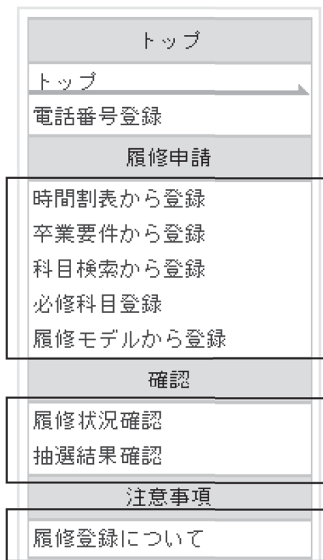 トップ
トップ
電話番号登録
履修申請
時間割表から登録
卒業要件から登録
科目検索から登録
必修科目登録
履修モデルから登録
確認
履修状況確認
抽選結果確認
注意事項
履修登録について